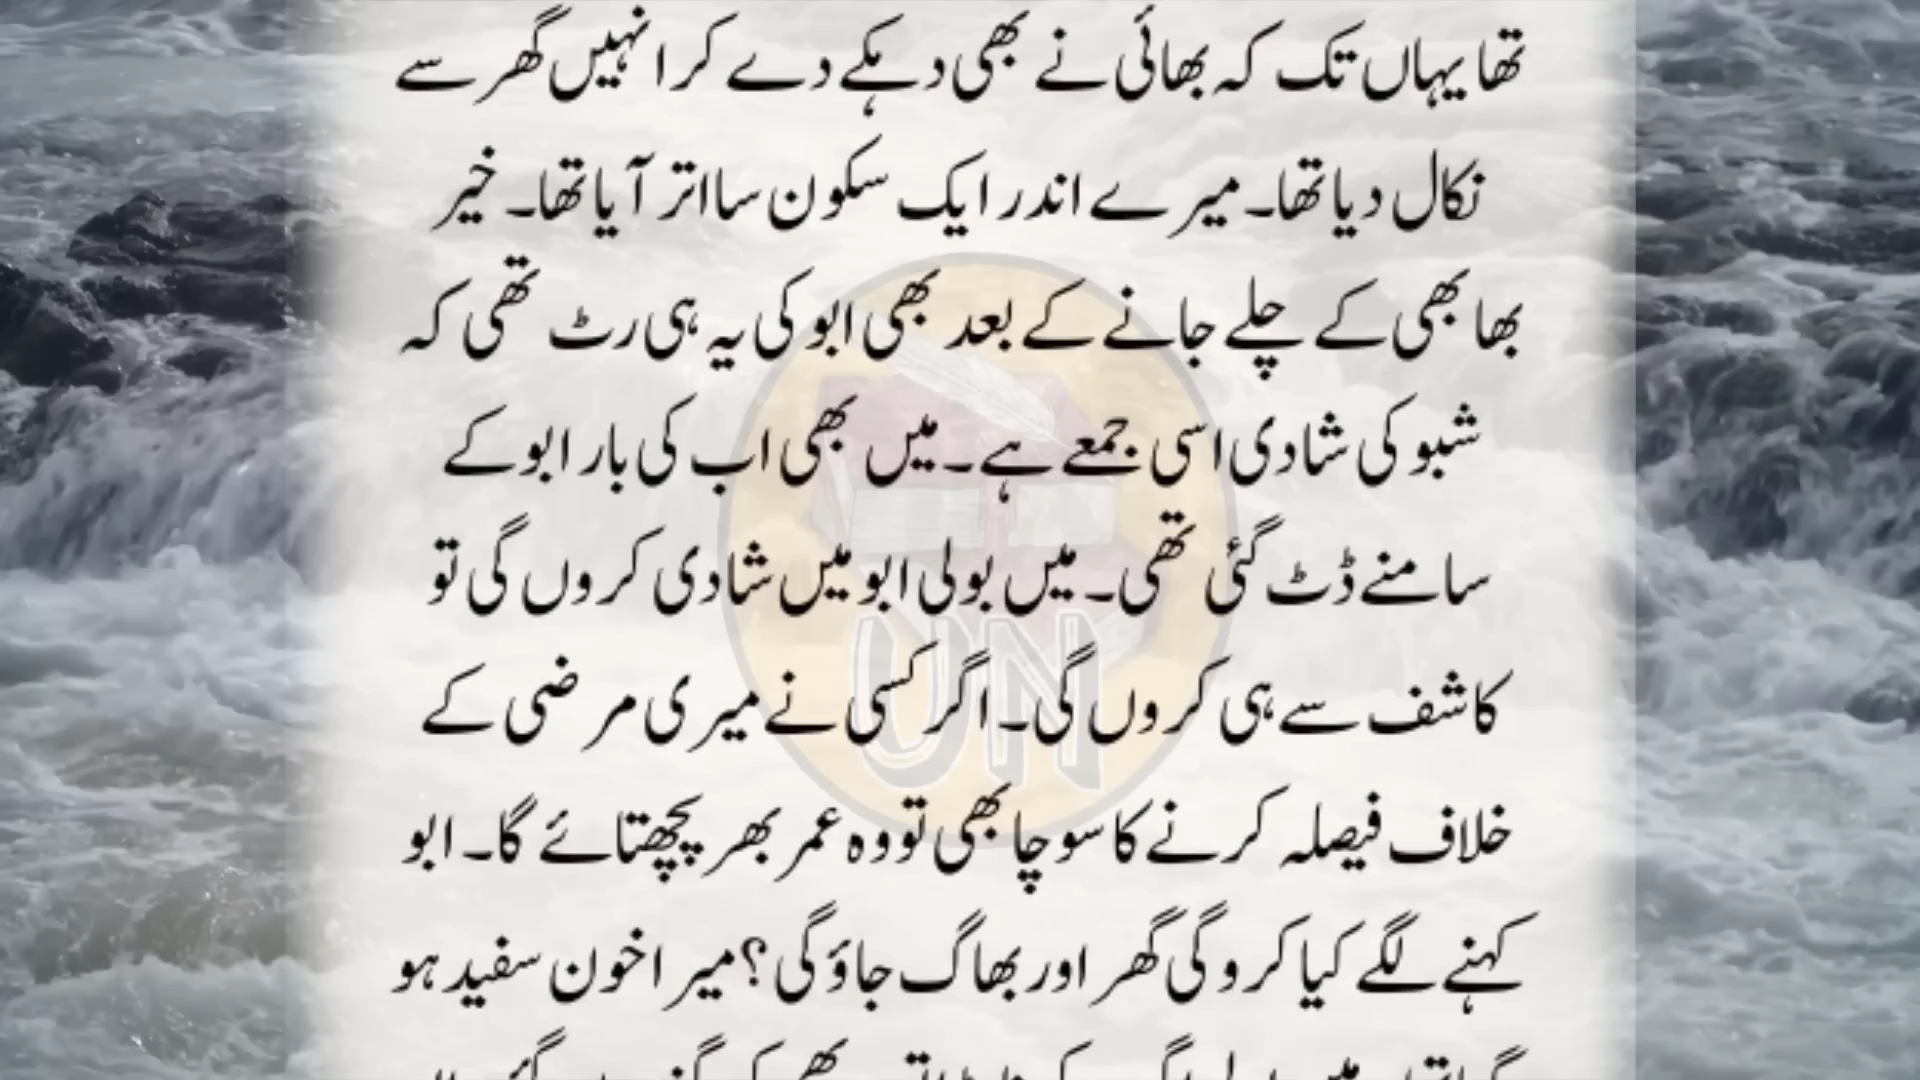 تھا یہاں تک کہ بھائی نے بھی دہکے دے کر انہیں گھر سے
نکال دیا تھا۔ میرے اندر ایک سکون سا اتر آیا تھا۔ خیر
بھابھی کے چلے جانے کے بعد بھی ابو کی یہ ہی رٹ تھی کہ
شبو کی شادی اسی جمعے ہے۔ میں بھی اب کی بار ابو کے
سامنے ڈٹ گئی تھی۔ میں بولی ابو میں شادی کروں گی تو
کاشف سے ہی کروں گی۔ اگر کسی نے میری مرضی کے
خلاف فیصلہ کرنے کا سوچا بھی تو وہ عمر بھر پچھتائے گا۔ ابو
کہنے لگے کیا کرو گی گھر اور بھاگ جاؤ گی؟ میرا خون سفید ہو
UN